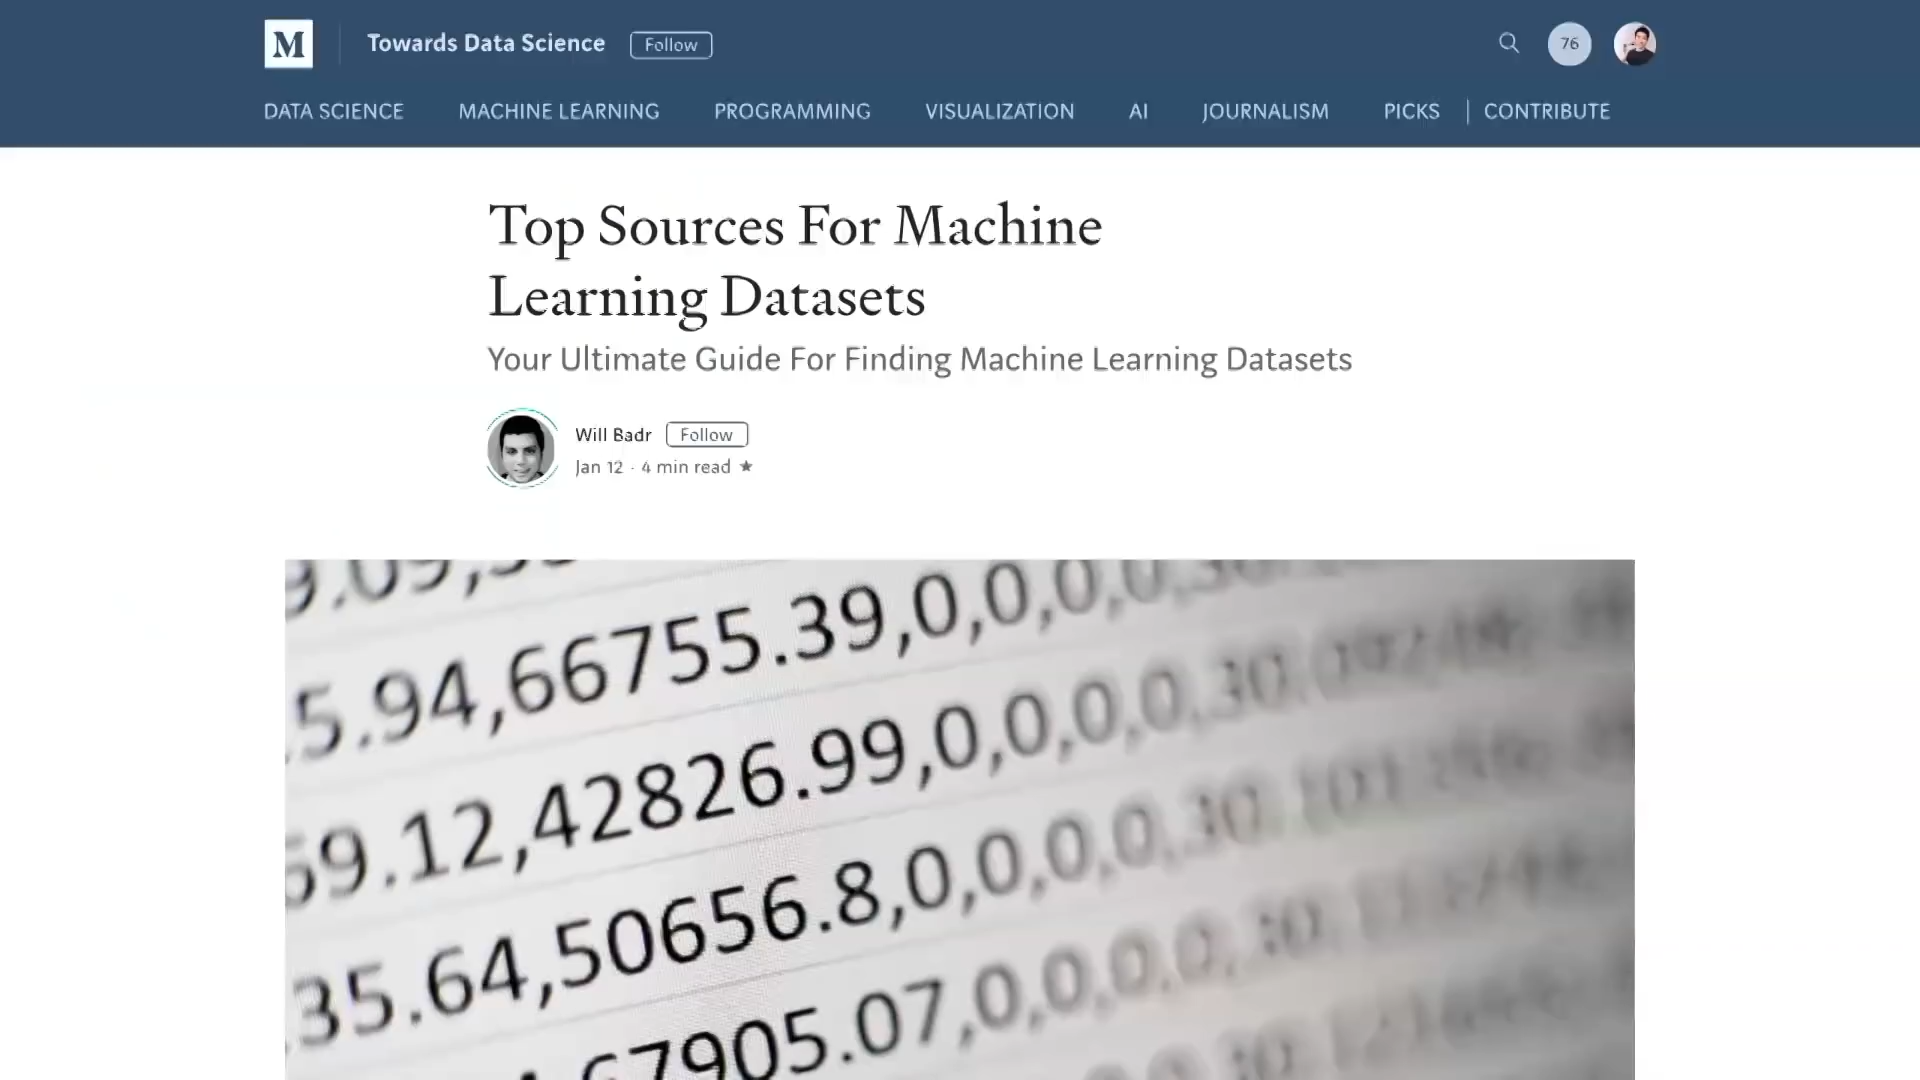 M Towards Data Science Follow 76
DATA SCIENCE MACHINE LEARNING PROGRAMMING VISUALIZATION AI JOURNALISM PICKS | CONTRIBUTE
Top Sources For Machine
Learning Datasets
Your Ultimate Guide For Finding Machine Learning Datasets
Will Badr Follow
Jan 12 · 4 min read ★
5.94,66755.39,0,0,0,0
69.12,42826.99,0,0,0,0,30
35.64,50656.8,0,0,0,0,30
67905.07,0,0,0,0,30